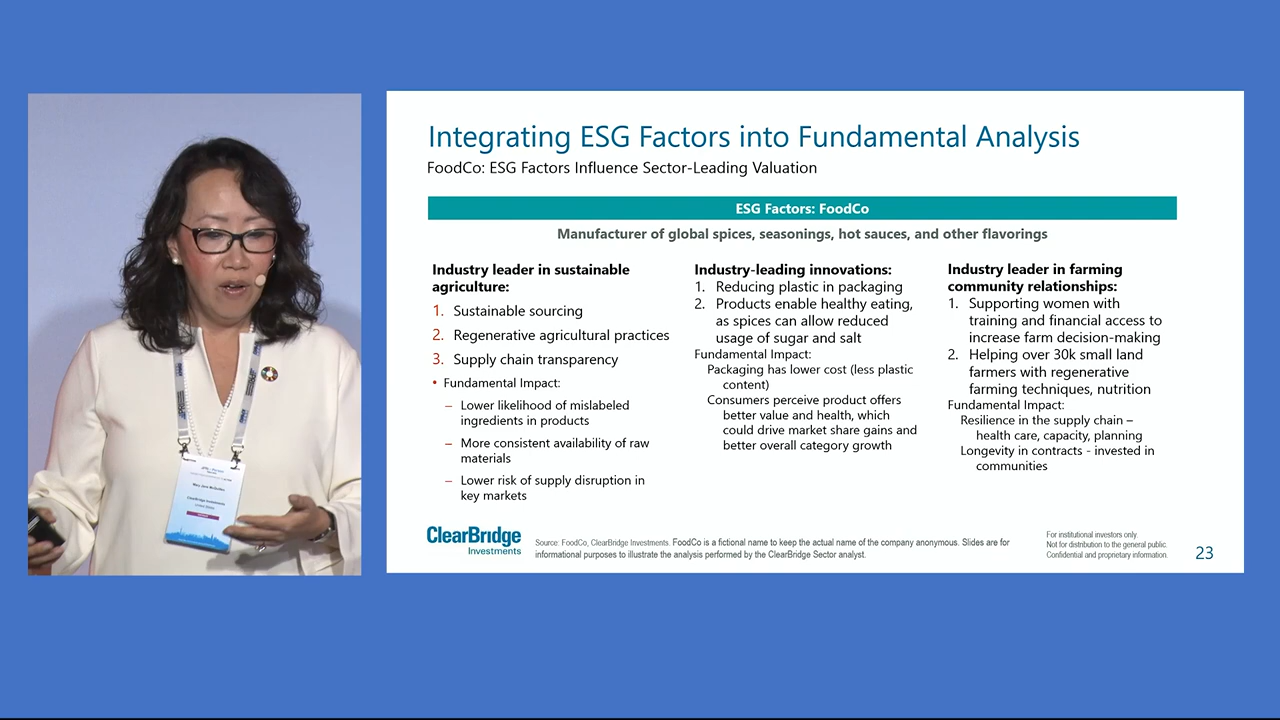 Integrating ESG Factors into Fundamental Analysis
FoodCo: ESG Factors Influence Sector-Leading Valuation
ESG Factors: FoodCo
Manufacturer of global spices, seasonings, hot sauces, and other flavorings
Industry leader in sustainable
agriculture:
1. Sustainable sourcing
2. Regenerative agricultural practices
3. Supply chain transparency
• Fundamental Impact:
– Lower likelihood of mislabeled
ingredients in products
– More consistent availability of raw
materials
– Lower risk of supply disruption in
key markets
Industry-leading innovations:
1. Reducing plastic in packaging
2. Products enable healthy eating,
as spices can allow reduced
usage of sugar and salt
Fundamental Impact:
Packaging has lower cost (less plastic
content)
Consumers perceive product offers
better value and health, which
could drive market share gains and
better overall category growth
Industry leader in farming
community relationships:
1. Supporting women with
training and financial access to
increase farm decision-making
2. Helping over 30k small land
farmers with regenerative
farming techniques, nutrition
Fundamental Impact:
Resilience in the supply chain –
health care, capacity, planning
Longevity in contracts - invested in
communities
ClearBridge
Investments
Source: FoodCo, ClearBridge Investments. FoodCo is a fictional name to keep the actual name of the company anonymous. Slides are for
informational purposes to illustrate the analysis performed by the ClearBridge Sector analyst.
For institutional investors only.
Not for distribution to the general public.
Confidential and proprietary information.
23
ClearBridge Investments